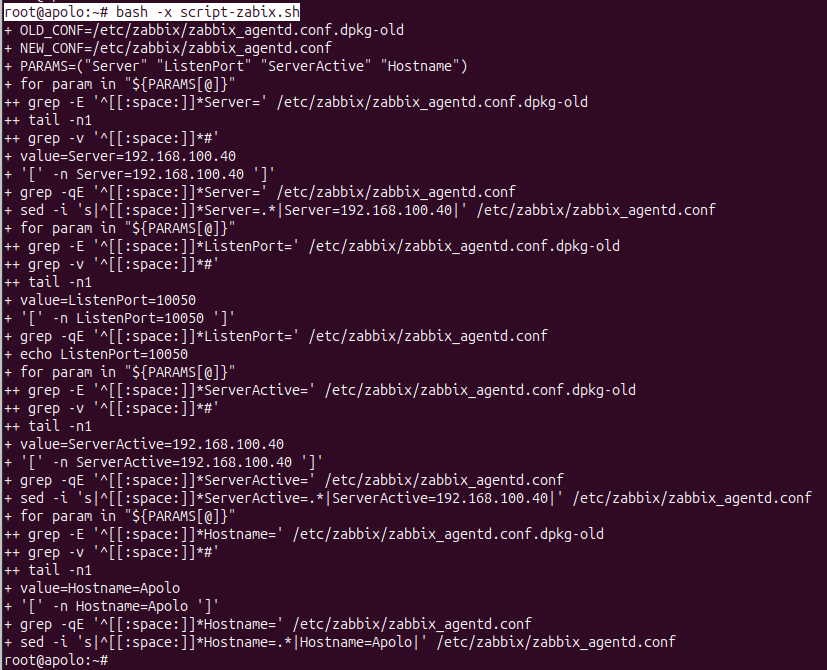 root@apolo:~# bash -x script-zabix.sh
+ OLD_CONF=/etc/zabbix/zabbix_agentd.conf.dpkg-old
+ NEW_CONF=/etc/zabbix/zabbix_agentd.conf
+ PARAMS=("Server" "ListenPort" "ServerActive" "Hostname")
+ for param in "${PARAMS[@]}"
++ grep -E '^[[:space:]]*Server=' /etc/zabbix/zabbix_agentd.conf.dpkg-old
++ tail -n1
++ grep -v '^[[:space:]]*#'
+ value=Server=192.168.100.40
+ '[' -n Server=192.168.100.40 ']'
+ grep -qE '^[[:space:]]*Server=' /etc/zabbix/zabbix_agentd.conf
+ sed -i 's|^[[:space:]]*Server=.*|Server=192.168.100.40|' /etc/zabbix/zabbix_agentd.conf
+ for param in "${PARAMS[@]}"
++ grep -E '^[[:space:]]*ListenPort=' /etc/zabbix/zabbix_agentd.conf.dpkg-old
++ grep -v '^[[:space:]]*#'
++ tail -n1
+ value=ListenPort=10050
+ '[' -n ListenPort=10050 ']'
+ grep -qE '^[[:space:]]*ListenPort=' /etc/zabbix/zabbix_agentd.conf
+ echo ListenPort=10050
+ for param in "${PARAMS[@]}"
++ grep -E '^[[:space:]]*ServerActive=' /etc/zabbix/zabbix_agentd.conf.dpkg-old
++ grep -v '^[[:space:]]*#'
++ tail -n1
+ value=ServerActive=192.168.100.40
+ '[' -n ServerActive=192.168.100.40 ']'
+ grep -qE '^[[:space:]]*ServerActive=' /etc/zabbix/zabbix_agentd.conf
+ sed -i 's|^[[:space:]]*ServerActive=.*|ServerActive=192.168.100.40|' /etc/zabbix/zabbix_agentd.conf
+ for param in "${PARAMS[@]}"
++ grep -E '^[[:space:]]*Hostname=' /etc/zabbix/zabbix_agentd.conf.dpkg-old
++ grep -v '^[[:space:]]*#'
++ tail -n1
+ value=Hostname=Apolo
+ '[' -n Hostname=Apolo ']'
+ grep -qE '^[[:space:]]*Hostname=' /etc/zabbix/zabbix_agentd.conf
+ sed -i 's|^[[:space:]]*Hostname=.*|Hostname=Apolo|' /etc/zabbix/zabbix_agentd.conf
root@apolo:~#